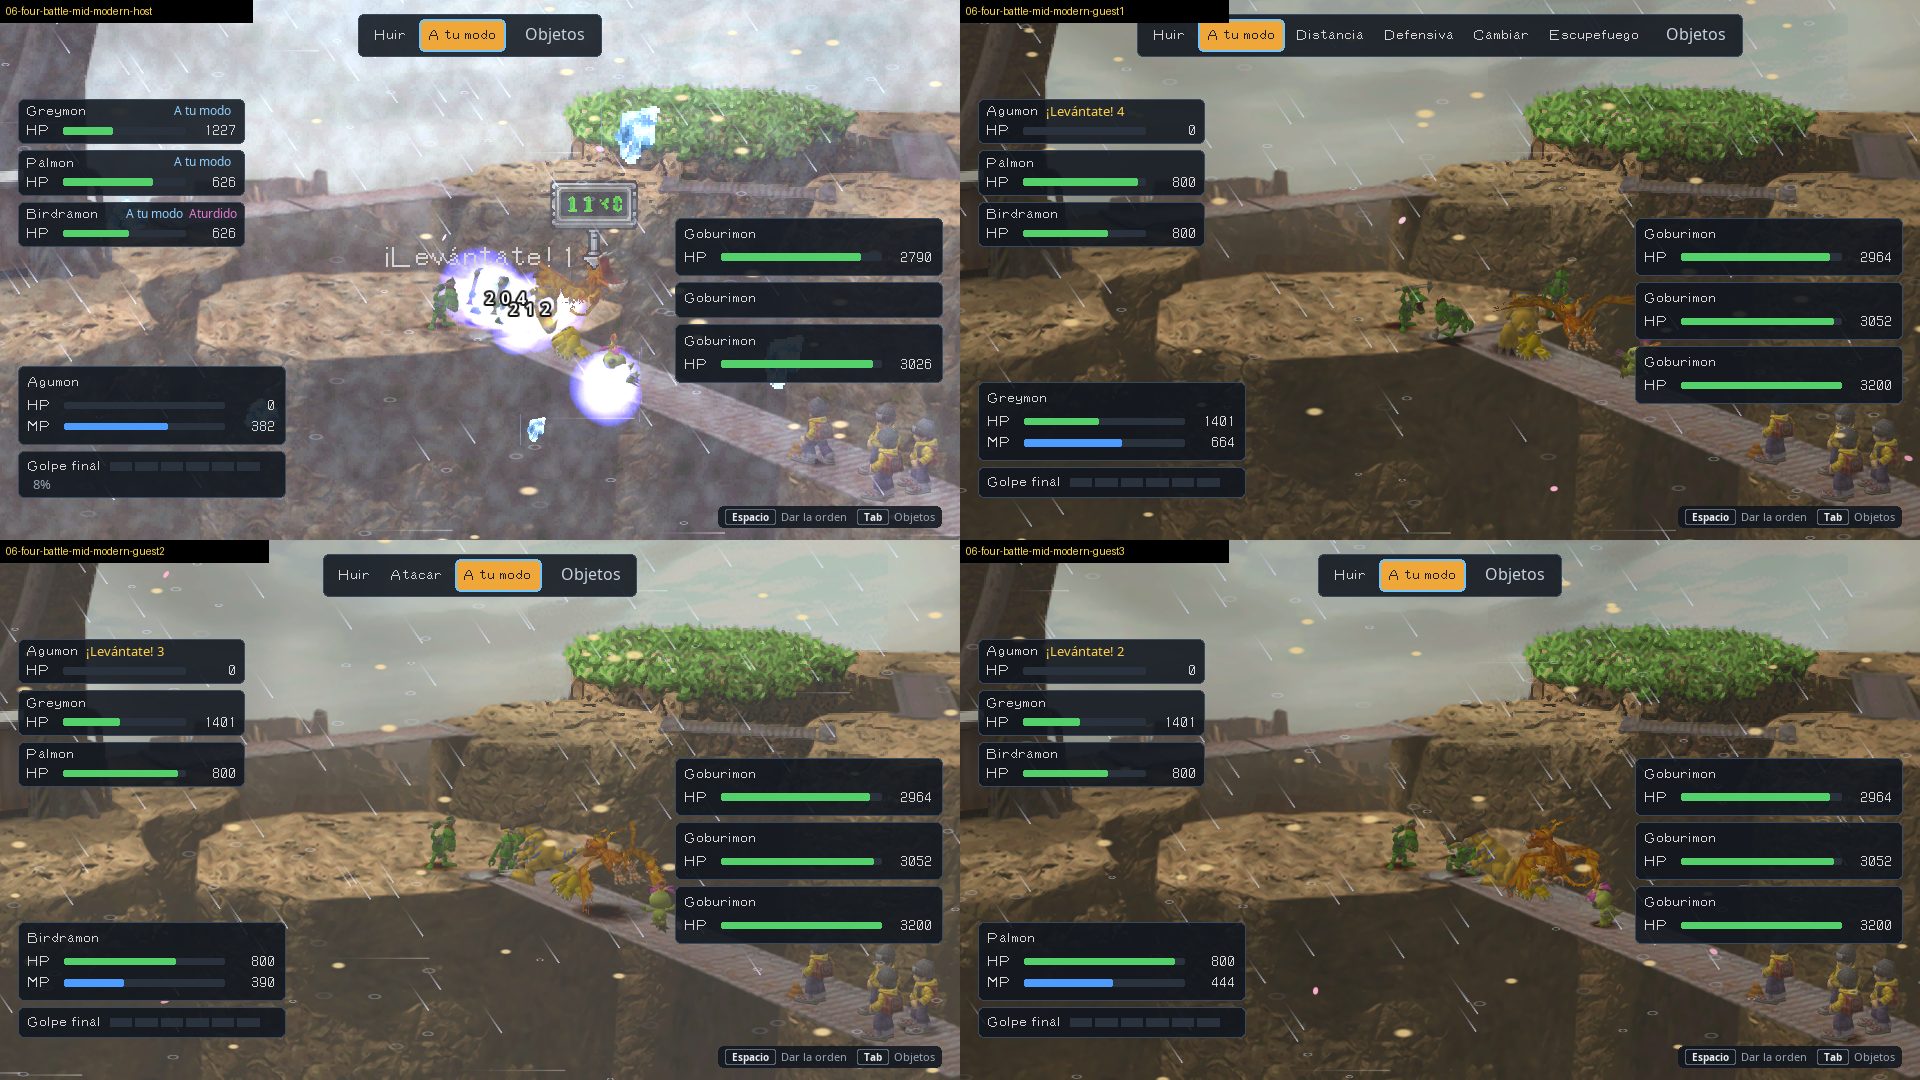 06-four-battle-mid-modern-host
Huir A tu modo Objetos
Greymon A tu modo
HP 1227
Palmon A tu modo
HP 626
Birdramon A tu modo Aturdido
HP 626
¡Levántate! 1
204
212
Goburimon
HP 2790
Goburimon
Goburimon
HP 3026
Agumon
HP 0
MP 382
Golpe final
8%
Espacio Dar la orden Tab Objetos
06-four-battle-mid-modern-guest1
Huir A tu modo Distancia Defensiva Cambiar Escupefuego Objetos
Agumon ¡Levántate! 4
HP 0
Palmon
HP 800
Birdramon
HP 800
Goburimon
HP 2964
Goburimon
HP 3052
Goburimon
HP 3200
Greymon
HP 1401
MP 664
Golpe final
Espacio Dar la orden Tab Objetos
06-four-battle-mid-modern-guest2
Huir Atacar A tu modo Objetos
Agumon ¡Levántate! 3
HP 0
Greymon
HP 1401
Palmon
HP 800
Goburimon
HP 2964
Goburimon
HP 3052
Goburimon
HP 3200
Birdramon
HP 800
MP 390
Golpe final
Espacio Dar la orden Tab Objetos
06-four-battle-mid-modern-guest3
Huir A tu modo Objetos
Agumon ¡Levántate! 2
HP 0
Greymon
HP 1401
Birdramon
HP 800
Goburimon
HP 2964
Goburimon
HP 3052
Goburimon
HP 3200
Palmon
HP 800
MP 444
Golpe final
Espacio Dar la orden Tab Objetos